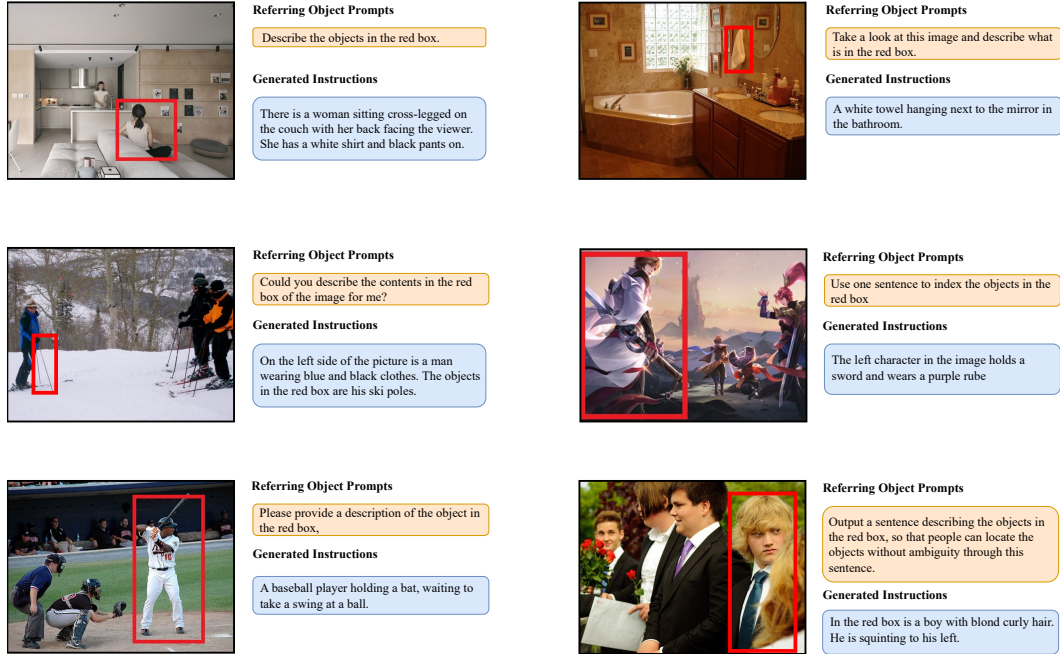 Referring Object Prompts
Describe the objects in the red box.
Generated Instructions
There is a woman sitting cross-legged on
the couch with her back facing the viewer.
She has a white shirt and black pants on.
Referring Object Prompts
Take a look at this image and describe what
is in the red box.
Generated Instructions
A white towel hanging next to the mirror in
the bathroom.
Referring Object Prompts
Could you describe the contents in the red
box of the image for me?
Generated Instructions
On the left side of the picture is a man
wearing blue and black clothes. The objects
in the red box are his ski poles.
Referring Object Prompts
Use one sentence to index the objects in the
red box
Generated Instructions
The left character in the image holds a
sword and wears a purple rube
Referring Object Prompts
Please provide a description of the object in
the red box,
Generated Instructions
A baseball player holding a bat, waiting to
take a swing at a ball.
Referring Object Prompts
Output a sentence describing the objects in
the red box, so that people can locate the
objects without ambiguity through this
sentence.
Generated Instructions
In the red box is a boy with blond curly hair.
He is squinting to his left.